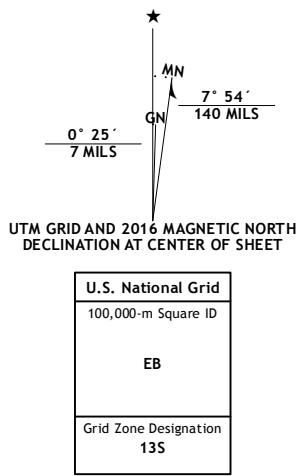 ★
MN
GN
7° 54´
140 MILS
0° 25´
7 MILS
UTM GRID AND 2016 MAGNETIC NORTH
DECLINATION AT CENTER OF SHEET
U.S. National Grid
100,000-m Square ID
EB
Grid Zone Designation
13S